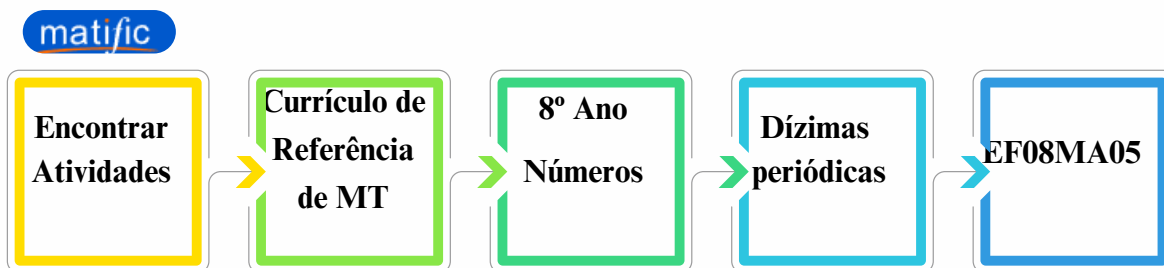 matific
Encontrar
Atividades
Currículo de
Referência
de MT
8º Ano
Números
Dízimas
periódicas
EF08MA05